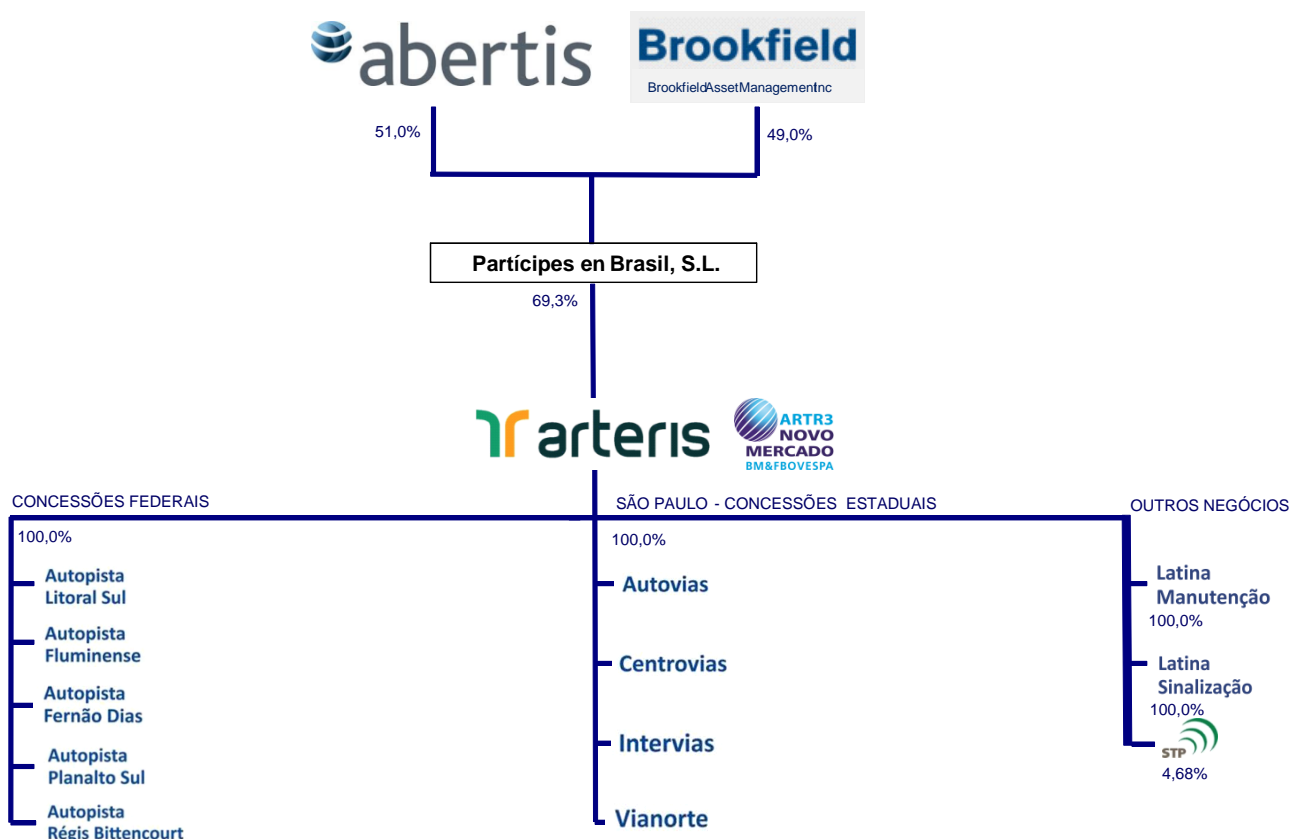 abertis
Brookfield
BrookfieldAssetManagementInc
51,0%
49,0%
Partícipes en Brasil, S.L.
69,3%
arteris
ARTR3
NOVO
MERCADO
BM&FBOVESPA
CONCESSÕES FEDERAIS
100,0%
Autopista
Litoral Sul
Autopista
Fluminense
Autopista
Fernão Dias
Autopista
Planalto Sul
Autopista
Régis Bittencourt
SÃO PAULO - CONCESSÕES ESTADUAIS
100,0%
Autovias
Centrovias
Intervias
Vianorte
OUTROS NEGÓCIOS
Latina
Manutenção
100,0%
Latina
Sinalização
100,0%
STP
4,68%